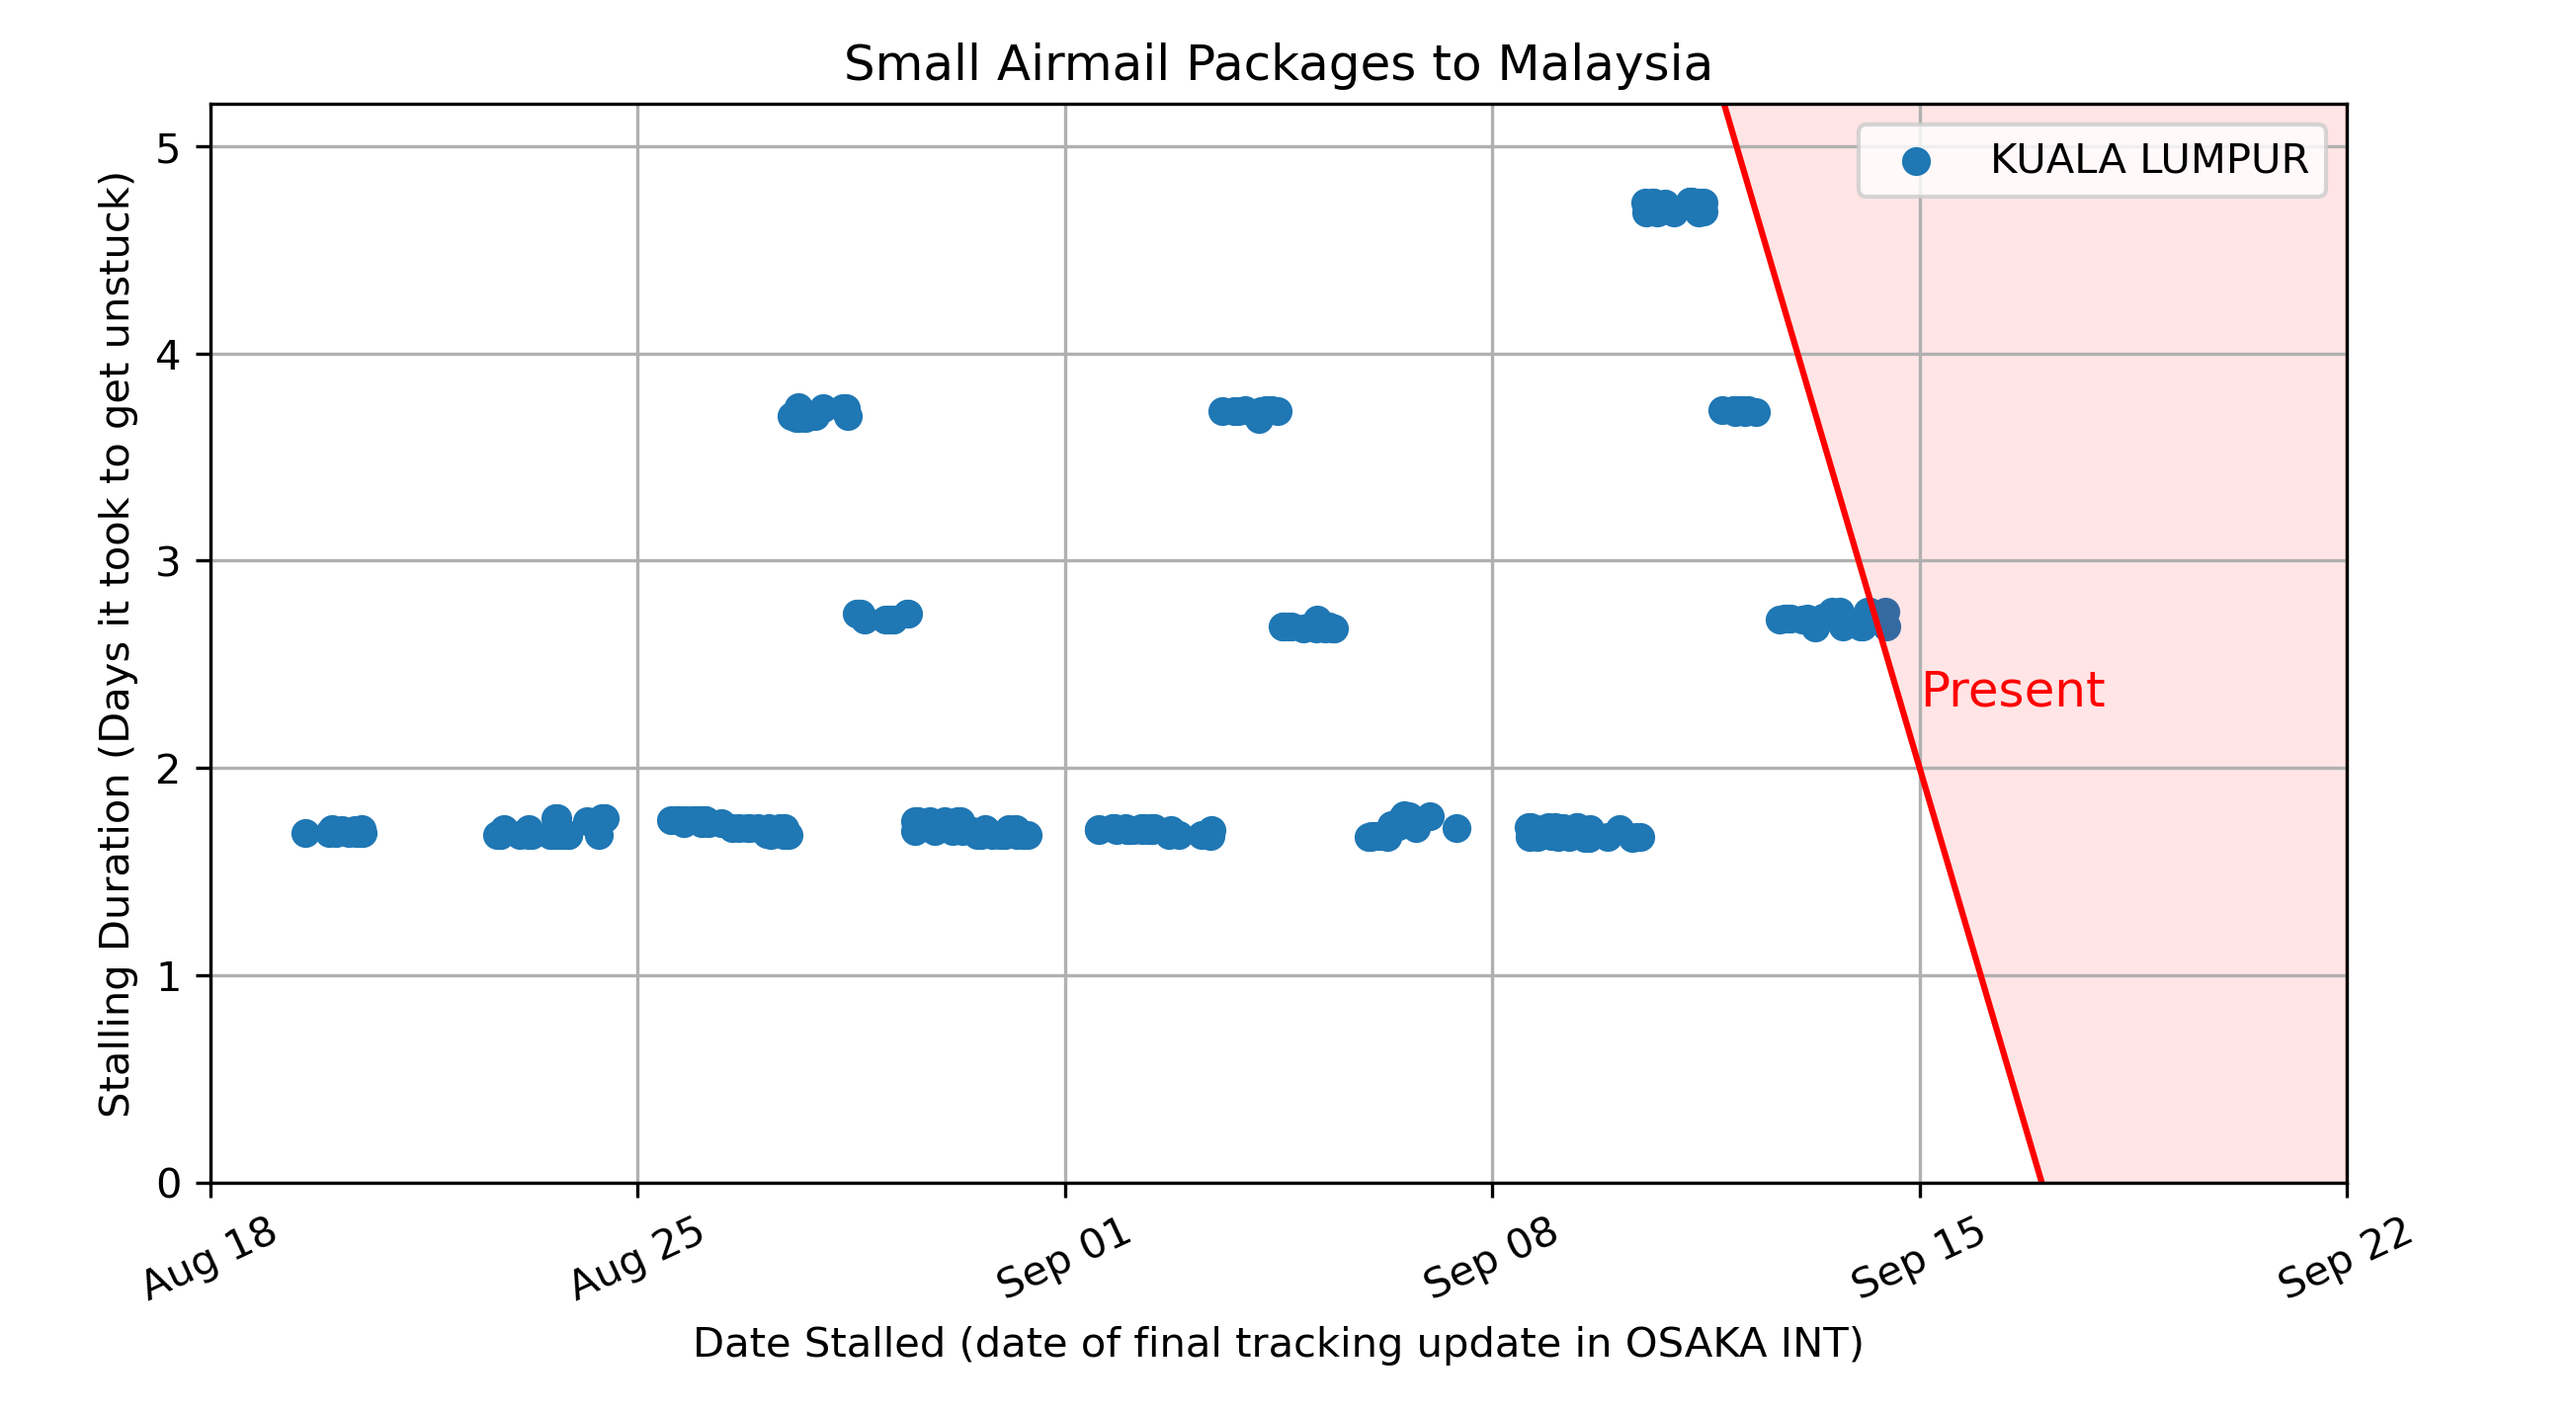 Small Airmail Packages to Malaysia
KUALA LUMPUR
Present
Stalling Duration (Days it took to get unstuck)
5
4
3
2
1
0
Aug 18
Aug 25
Sep 01
Sep 08
Sep 15
Sep 22
Date Stalled (date of final tracking update in OSAKA INT)